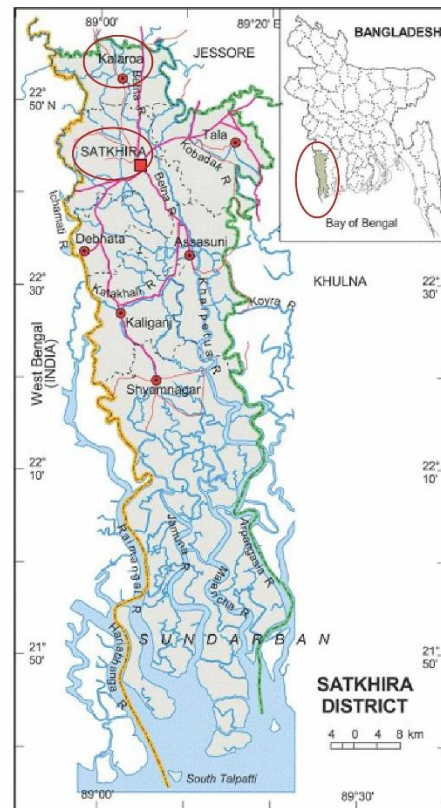 89° 00'
89° 20' E
JESSORE
BANGLADESH
Kalaroa
Betna R.
22°
50' N
SATKHIRA
Tala
Kobadak R.
Betna R.
Bay of Bengal
Ichamati R.
Debhata
Assasuni
22°
30'
22°
30'
KHULNA
Kholpetua R.
Koyra R.
Kaliganj
West Bengal
(INDIA)
Shyamnagar
22°
10'
22°
10'
Raimangal R.
Jamuna R.
Malancha R.
Arpangasia R.
SUNDARBAN
21°
50'
21°
50'
Hariabhanga R.
SATKHIRA
DISTRICT
4 0 4 8 km
South Talpatti
89° 00'
89° 30'